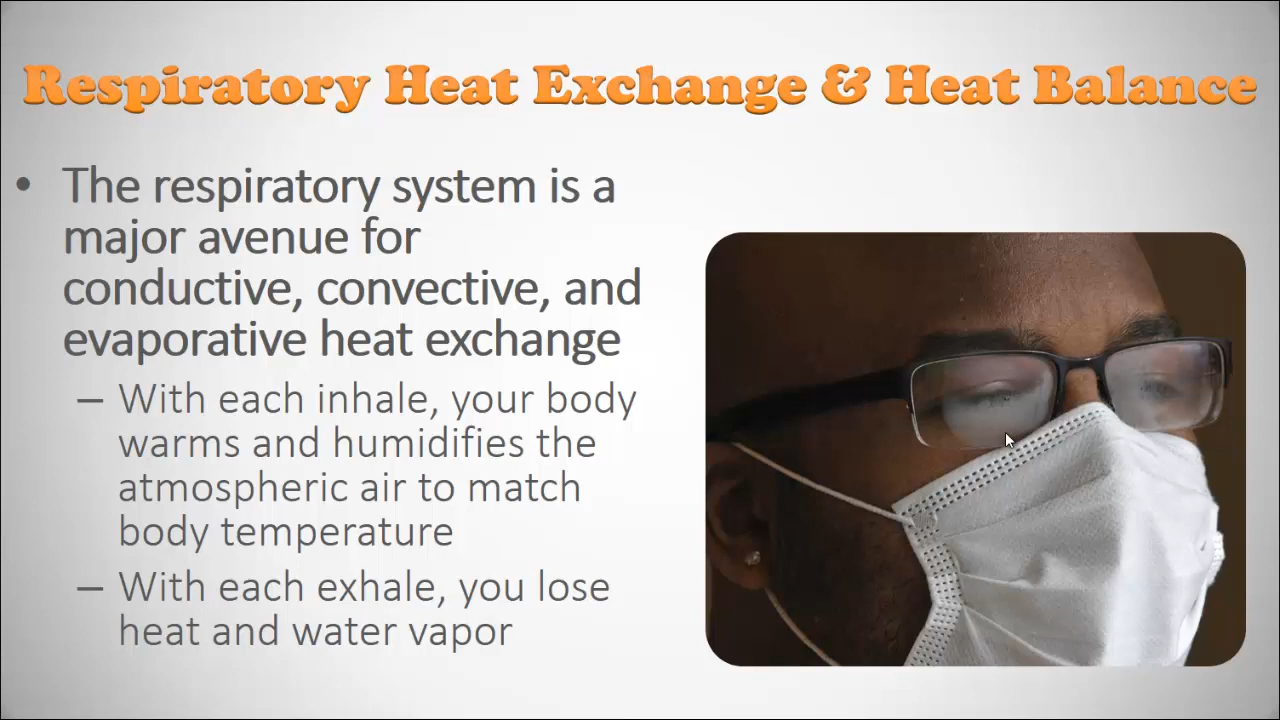 Respiratory Heat Exchange & Heat Balance
• The respiratory system is a
major avenue for
conductive, convective, and
evaporative heat exchange
– With each inhale, your body
warms and humidifies the
atmospheric air to match
body temperature
– With each exhale, you lose
heat and water vapor